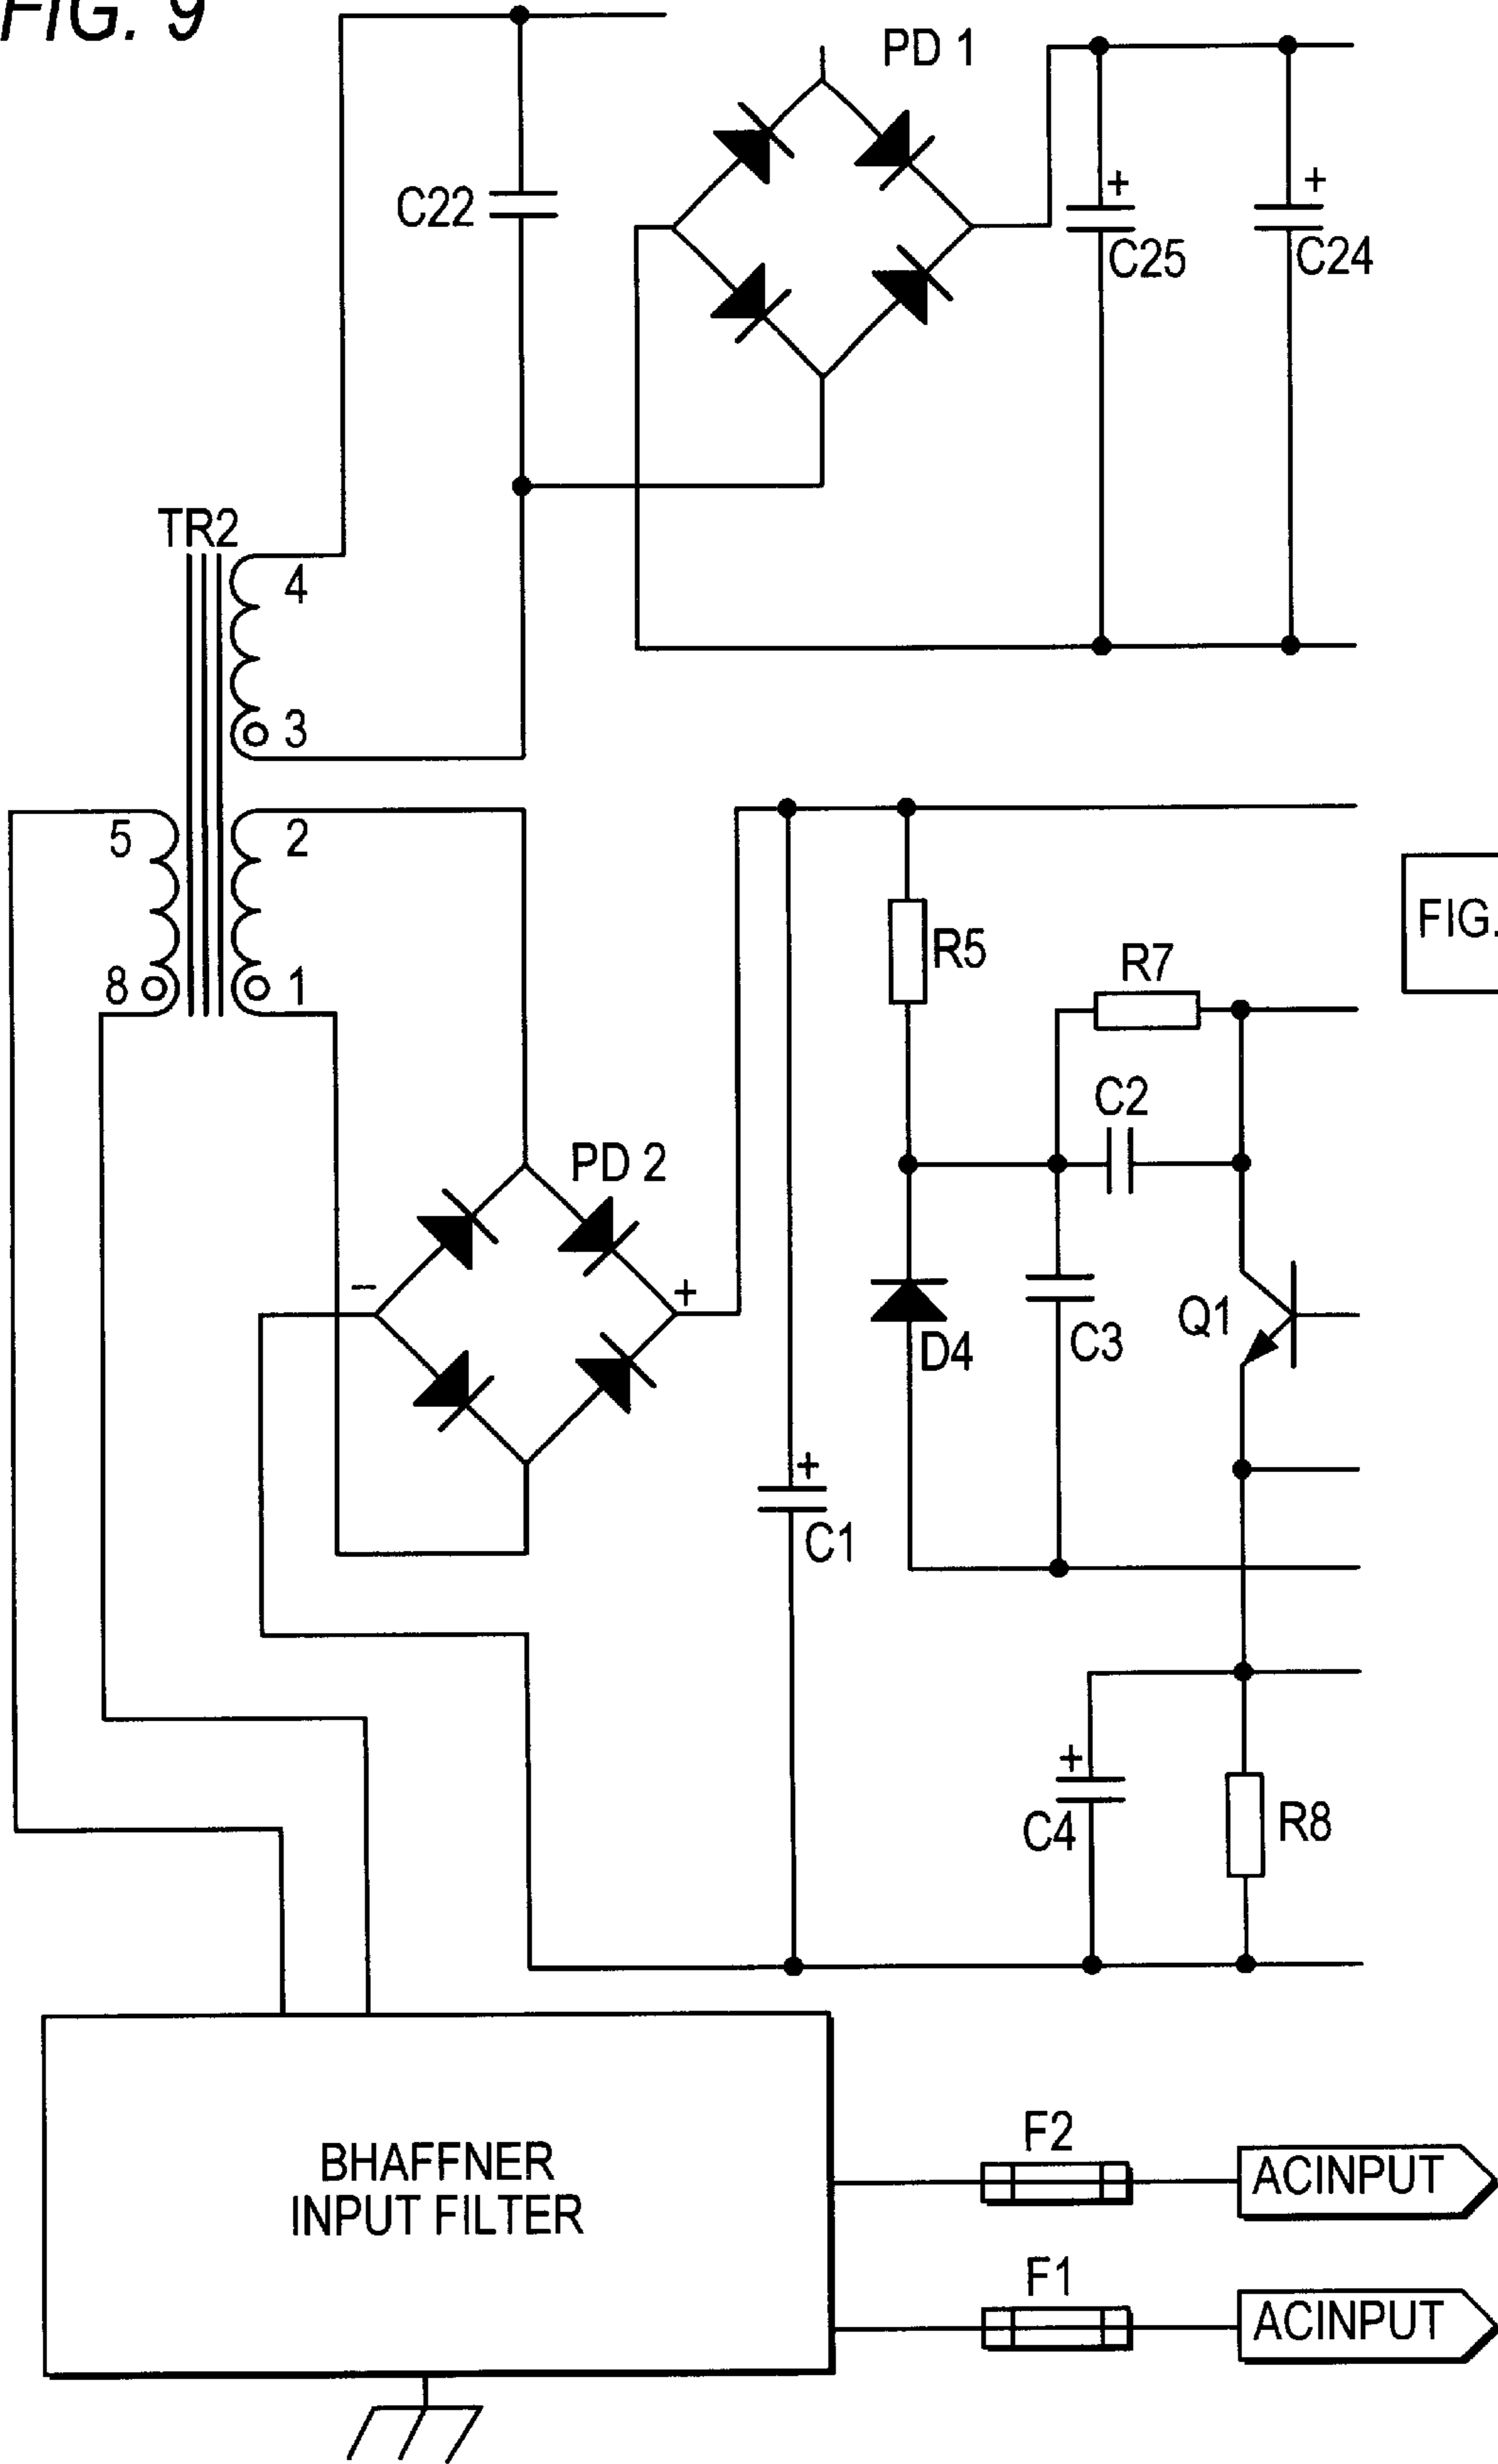 FIG. 9
PD 1
C22
+
+
C25
C24
TR2
4
3
5
2
8
1
R5
R7
FIG.
C2
PD 2
−
+
Q1
C3
D4
+
C1
+
C4
R8
BHAFFNER
INPUT FILTER
F2
ACINPUT
F1
ACINPUT